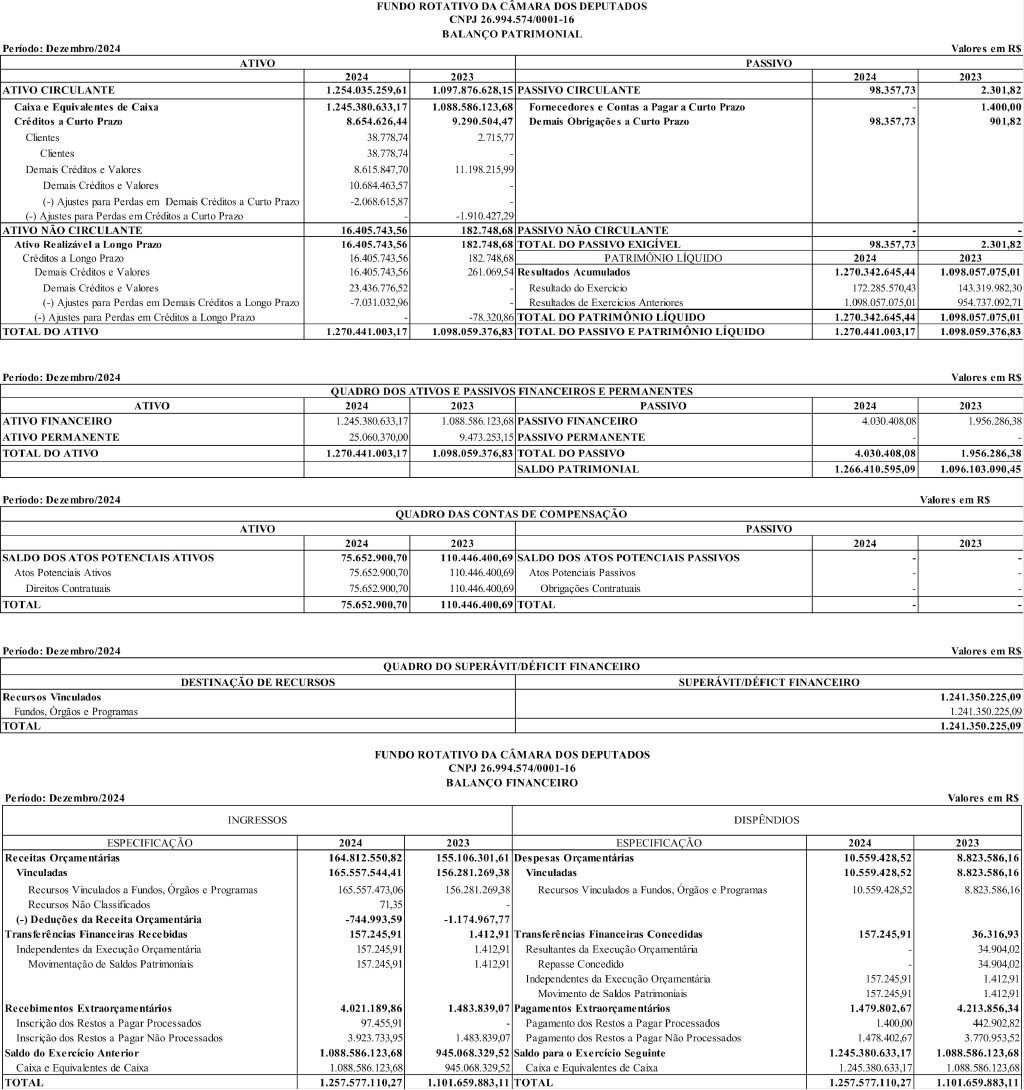 FUNDO ROTATIVO DA CÂMARA DOS DEPUTADOS
CNPJ 26.994.574/0001-16
BALANÇO PATRIMONIAL
Período: Dezembro/2024 Valores em R$
ATIVO PASSIVO
2024 2023 2024 2023
ATIVO CIRCULANTE 1.254.035.259,61 1.097.876.628,15 PASSIVO CIRCULANTE 98.357,73 2.301,82
Caixa e Equivalentes de Caixa 1.245.380.633,17 1.088.586.123,68 Fornecedores e Contas a Pagar a Curto Prazo - 1.400,00
Créditos a Curto Prazo 8.654.626,44 9.290.504,47 Demais Obrigações a Curto Prazo 98.357,73 901,82
Clientes 38.778,74 2.715,77
Clientes 38.778,74 -
Demais Créditos e Valores 8.615.847,70 11.198.215,99
Demais Créditos e Valores 10.684.463,57 -
(-) Ajustes para Perdas em Demais Créditos a Curto Prazo -2.068.615,87 -
(-) Ajustes para Perdas em Créditos a Curto Prazo - -1.910.427,29
ATIVO NÃO CIRCULANTE 16.405.743,56 182.748,68 PASSIVO NÃO CIRCULANTE - -
Ativo Realizável a Longo Prazo 16.405.743,56 182.748,68 TOTAL DO PASSIVO EXIGÍVEL 98.357,73 2.301,82
Créditos a Longo Prazo 16.405.743,56 182.748,68 PATRIMÔNIO LÍQUIDO 2024 2023
Demais Créditos e Valores 16.405.743,56 261.069,54 Resultados Acumulados 1.270.342.645,44 1.098.057.075,01
Demais Créditos e Valores 23.436.776,52 - Resultado do Exercício 172.285.570,43 143.319.982,30
(-) Ajustes para Perdas em Demais Créditos a Longo Prazo -7.031.032,96 - Resultados de Exercícios Anteriores 1.098.057.075,01 954.737.092,71
(-) Ajustes para Perdas em Créditos a Longo Prazo - -78.320,86 TOTAL DO PATRIMÔNIO LÍQUIDO 1.270.342.645,44 1.098.057.075,01
TOTAL DO ATIVO 1.270.441.003,17 1.098.059.376,83 TOTAL DO PASSIVO E PATRIMÔNIO LÍQUIDO 1.270.441.003,17 1.098.059.376,83
Período: Dezembro/2024 Valores em R$
QUADRO DOS ATIVOS E PASSIVOS FINANCEIROS E PERMANENTES
ATIVO 2024 2023 PASSIVO 2024 2023
ATIVO FINANCEIRO 1.245.380.633,17 1.088.586.123,68 PASSIVO FINANCEIRO 4.030.408,08 1.956.286,38
ATIVO PERMANENTE 25.060.370,00 9.473.253,15 PASSIVO PERMANENTE - -
TOTAL DO ATIVO 1.270.441.003,17 1.098.059.376,83 TOTAL DO PASSIVO 4.030.408,08 1.956.286,38
SALDO PATRIMONIAL 1.266.410.595,09 1.096.103.090,45
Período: Dezembro/2024 Valores em R$
QUADRO DAS CONTAS DE COMPENSAÇÃO
ATIVO PASSIVO
2024 2023 2024 2023
SALDO DOS ATOS POTENCIAIS ATIVOS 75.652.900,70 110.446.400,69 SALDO DOS ATOS POTENCIAIS PASSIVOS - -
Atos Potenciais Ativos 75.652.900,70 110.446.400,69 Atos Potenciais Passivos - -
Direitos Contratuais 75.652.900,70 110.446.400,69 Obrigações Contratuais - -
TOTAL 75.652.900,70 110.446.400,69 TOTAL - -
Período: Dezembro/2024 Valores em R$
QUADRO DO SUPERÁVIT/DÉFICIT FINANCEIRO
DESTINAÇÃO DE RECURSOS SUPERÁVIT/DÉFICT FINANCEIRO
Recursos Vinculados 1.241.350.225,09
Fundos, Órgãos e Programas 1.241.350.225,09
TOTAL 1.241.350.225,09
FUNDO ROTATIVO DA CÂMARA DOS DEPUTADOS
CNPJ 26.994.574/0001-16
BALANÇO FINANCEIRO
Período: Dezembro/2024 Valores em R$
INGRESSOS DISPÊNDIOS
ESPECIFICAÇÃO 2024 2023 ESPECIFICAÇÃO 2024 2023
Receitas Orçamentárias 164.812.550,82 155.106.301,61 Despesas Orçamentárias 10.559.428,52 8.823.586,16
Vinculadas 165.557.544,41 156.281.269,38 Vinculadas 10.559.428,52 8.823.586,16
Recursos Vinculados a Fundos, Órgãos e Programas 165.557.473,06 156.281.269,38 Recursos Vinculados a Fundos, Órgãos e Programas 10.559.428,52 8.823.586,16
Recursos Não Classificados 71,35 -
(-) Deduções da Receita Orçamentária -744.993,59 -1.174.967,77
Transferências Financeiras Recebidas 157.245,91 1.412,91 Transferências Financeiras Concedidas 157.245,91 36.316,93
Independentes da Execução Orçamentária 157.245,91 1.412,91 Resultantes da Execução Orçamentária - 34.904,02
Movimentação de Saldos Patrimoniais 157.245,91 1.412,91 Repasse Concedido - 34.904,02
Independentes da Execução Orçamentária 157.245,91 1.412,91
Movimento de Saldos Patrimoniais 157.245,91 1.412,91
Recebimentos Extraorçamentários 4.021.189,86 1.483.839,07 Pagamentos Extraorçamentários 1.479.802,67 4.213.856,34
Inscrição dos Restos a Pagar Processados 97.455,91 - Pagamento dos Restos a Pagar Processados 1.400,00 442.902,82
Inscrição dos Restos a Pagar Não Processados 3.923.733,95 1.483.839,07 Pagamento dos Restos a Pagar Não Processados 1.478.402,67 3.770.953,52
Saldo do Exercício Anterior 1.088.586.123,68 945.068.329,52 Saldo para o Exercício Seguinte 1.245.380.633,17 1.088.586.123,68
Caixa e Equivalentes de Caixa 1.088.586.123,68 945.068.329,52 Caixa e Equivalentes de Caixa 1.245.380.633,17 1.088.586.123,68
TOTAL 1.257.577.110,27 1.101.659.883,11 TOTAL 1.257.577.110,27 1.101.659.883,11